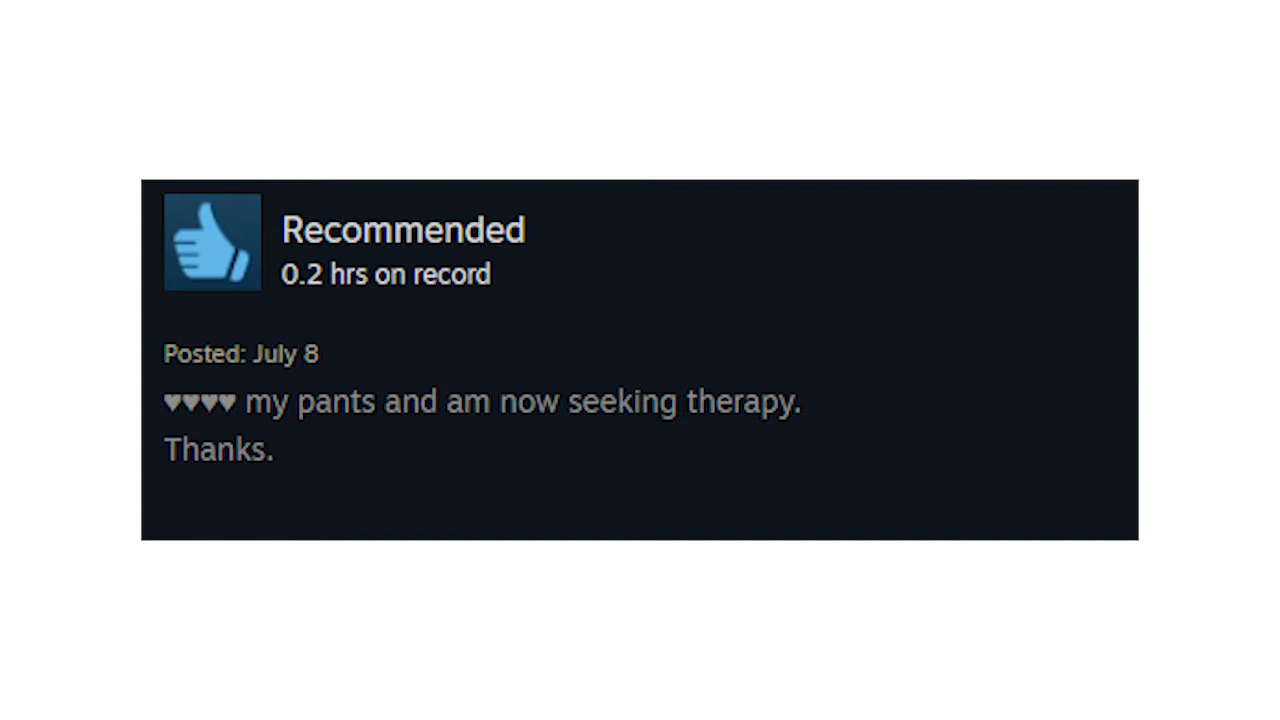 Recommended
0.2 hrs on record
Posted: July 8
♥♥♥♥ my pants and am now seeking therapy.
Thanks.